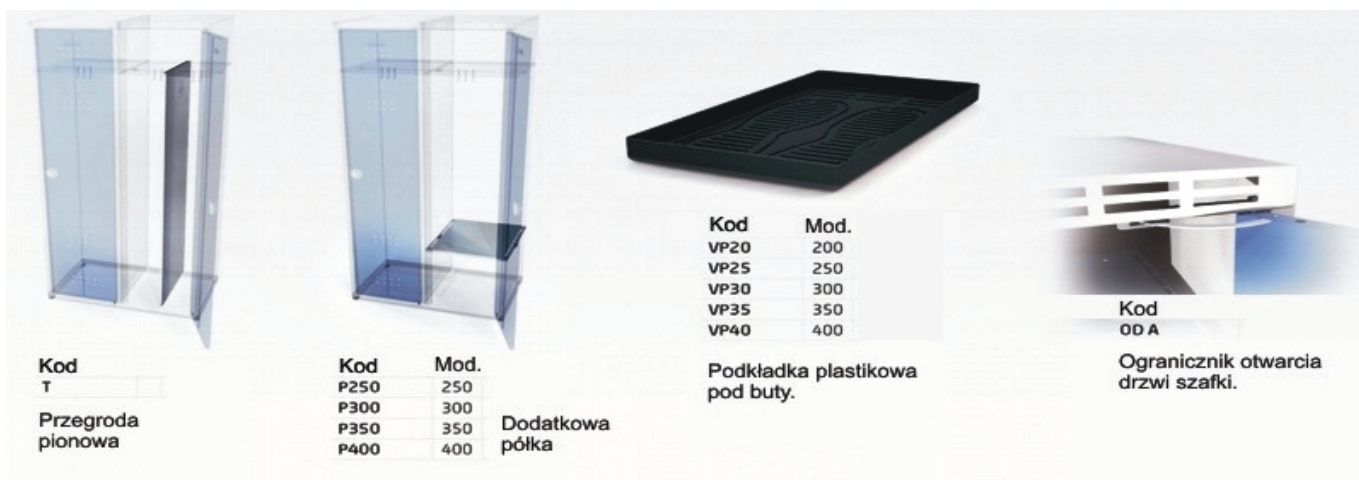 Kod
T
Przegroda
pionowa
Kod Mod.
P250 250
P300 300
P350 350
P400 400
Dodatkowa
półka
Kod Mod.
VP20 200
VP25 250
VP30 300
VP35 350
VP40 400
Podkładka plastikowa
pod buty.
Kod
OD A
Ogranicznik otwarcia
drzwi szafki.